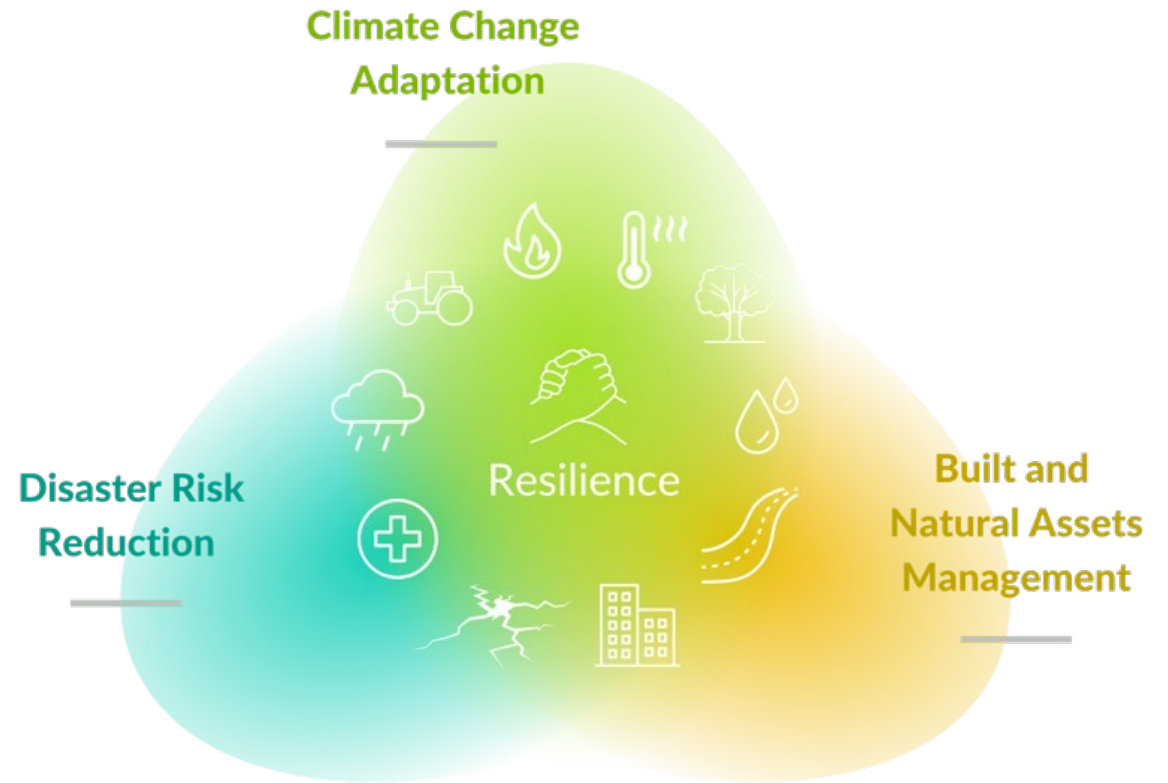 Climate Change
Adaptation
Resilience
Disaster Risk
Reduction
Built and
Natural Assets
Management